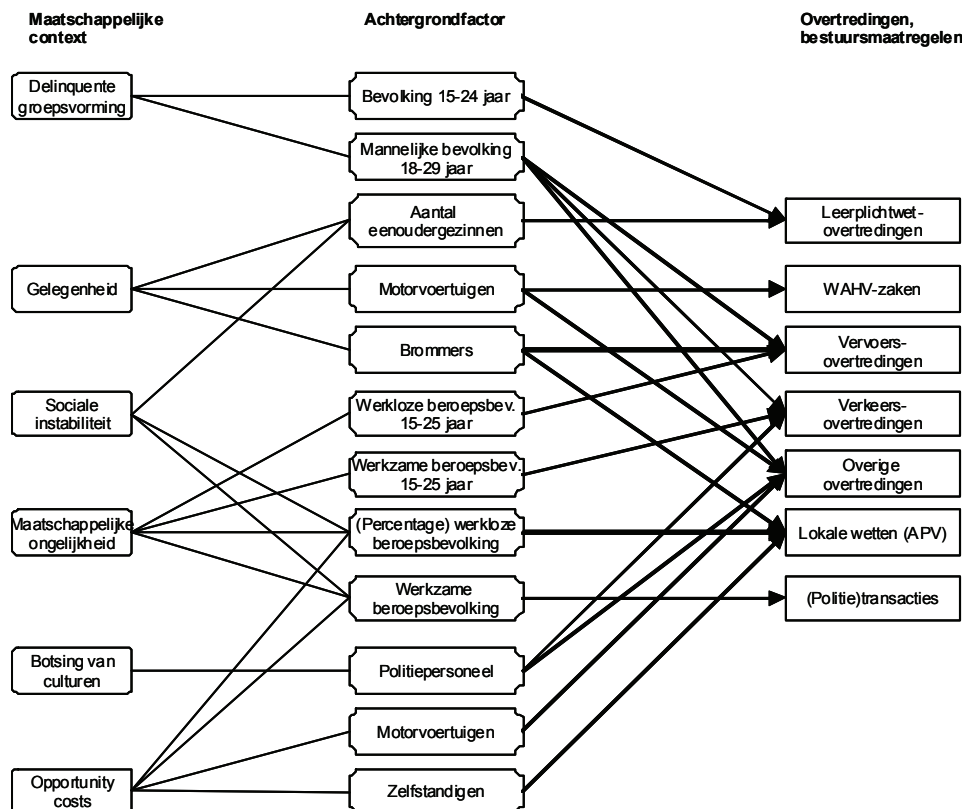 Maatschappelijke
context
Achtergrondfactor
Overtredingen,
bestuursmaatregelen
Delinquente
groepsvorming
Gelegenheid
Sociale
instabiliteit
Maatschappelijke
ongelijkheid
Botsing van
culturen
Opportunity
costs
Bevolking 15-24 jaar
Mannelijke bevolking
18-29 jaar
Aantal
eenoudergezinnen
Motorvoertuigen
Brommers
Werkloze beroepsbev.
15-25 jaar
Werkzame beroepsbev.
15-25 jaar
(Percentage) werkloze
beroepsbevolking
Werkzame
beroepsbevolking
Politiepersoneel
Motorvoertuigen
Zelfstandigen
Leerplichtwet-
overtredingen
WAHV-zaken
Vervoers-
overtredingen
Verkeers-
overtredingen
Overige
overtredingen
Lokale wetten (APV)
(Politie)transacties